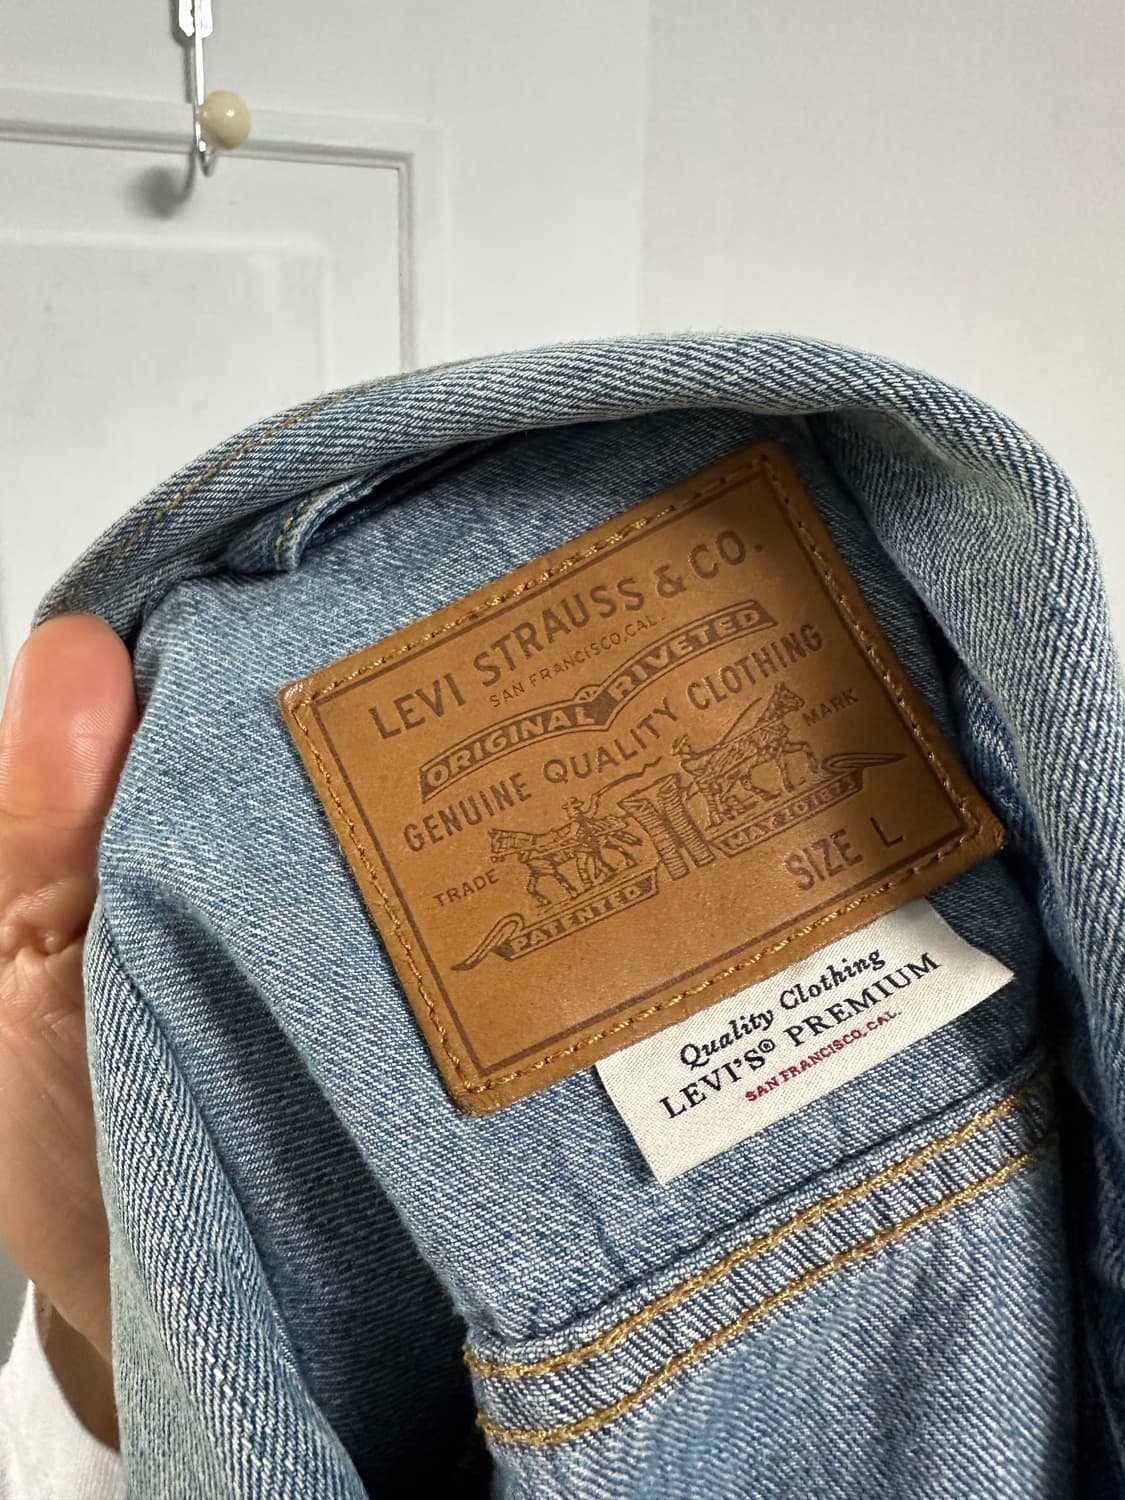 LEVI STRAUSS & CO.
SAN FRANCISCO, CAL.
ORIGINAL RIVETED
GENUINE QUALITY CLOTHING
TRADE MARK
PATENTED MAY 20 1873
SIZE L
Quality Clothing
LEVI'S® PREMIUM
SAN FRANCISCO, CAL.